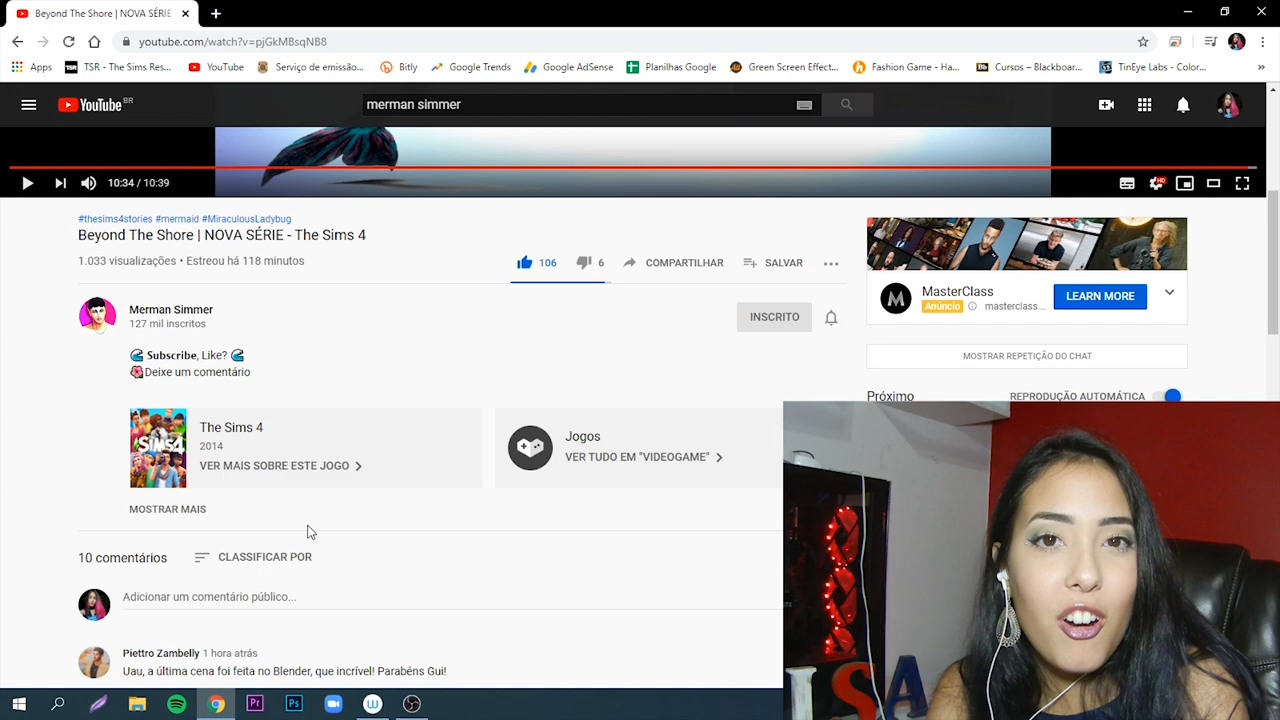 Beyond The Shore | NOVA SÉRIE
youtube.com/watch?v=pjGkMBsqNB8
Apps TSR - The Sims Res... YouTube Serviço de emissão... Bitly Google Trends Google AdSense Planilhas Google Green Screen Effect... Fashion Game - Ha... Cursos – Blackboar... TinEye Labs - Color...
YouTube BR merman simmer
10:34 / 10:39 HD
#thesims4stories #mermaid #MiraculousLadybug
Beyond The Shore | NOVA SÉRIE - The Sims 4
1.033 visualizações • Estreou há 118 minutos
106 6 COMPARTILHAR SALVAR
MasterClass
Anúncio masterclass....
LEARN MORE
Merman Simmer
127 mil inscritos
INSCRITO
MOSTRAR REPETIÇÃO DO CHAT
Subscribe, Like?
Deixe um comentário
Próximo REPRODUÇÃO AUTOMÁTICA
SIMS4
The Sims 4
2014
VER MAIS SOBRE ESTE JOGO
Jogos
VER TUDO EM "VIDEOGAME"
MOSTRAR MAIS
10 comentários CLASSIFICAR POR
Adicionar um comentário público...
Piettro Zambelly 1 hora atrás
Uau, a última cena foi feita no Blender, que incrível! Parabéns Gui!
Pr Ps
ISA